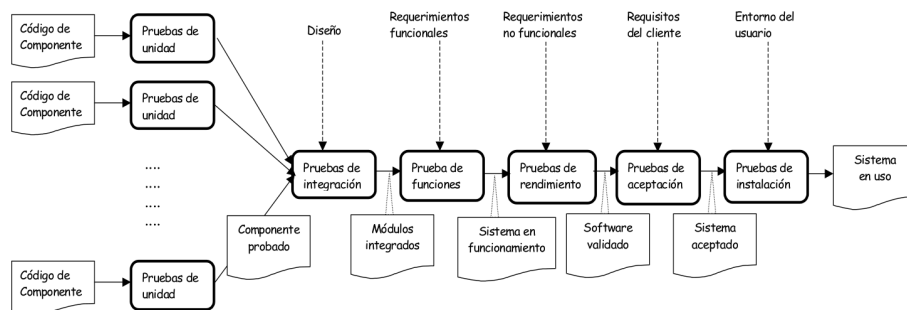 Código de
Componente
Pruebas de
unidad
Diseño
Requerimientos
funcionales
Requerimientos
no funcionales
Requisitos
del cliente
Entorno del
usuario
Código de
Componente
Pruebas de
unidad
....
....
....
....
Pruebas de
integración
Prueba de
funciones
Pruebas de
rendimiento
Pruebas de
aceptación
Pruebas de
instalación
Sistema
en uso
Componente
probado
Módulos
integrados
Sistema en
funcionamiento
Software
validado
Sistema
aceptado
Código de
Componente
Pruebas de
unidad